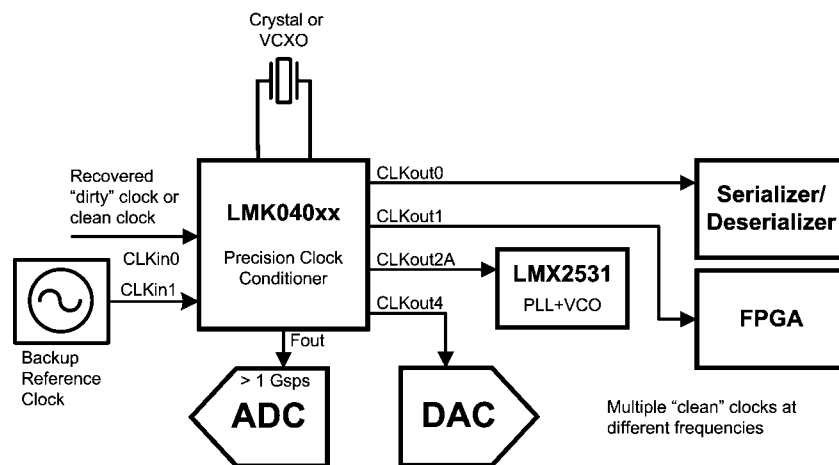 Crystal or
VCXO
Recovered
“dirty” clock or
clean clock
CLKin0
CLKin1
Backup
Reference
Clock
LMK040xx
Precision Clock
Conditioner
CLKout0
CLKout1
CLKout2A
CLKout4
Fout
Serializer/
Deserializer
LMX2531
PLL+VCO
FPGA
> 1 Gsps
ADC
DAC
Multiple “clean” clocks at
different frequencies